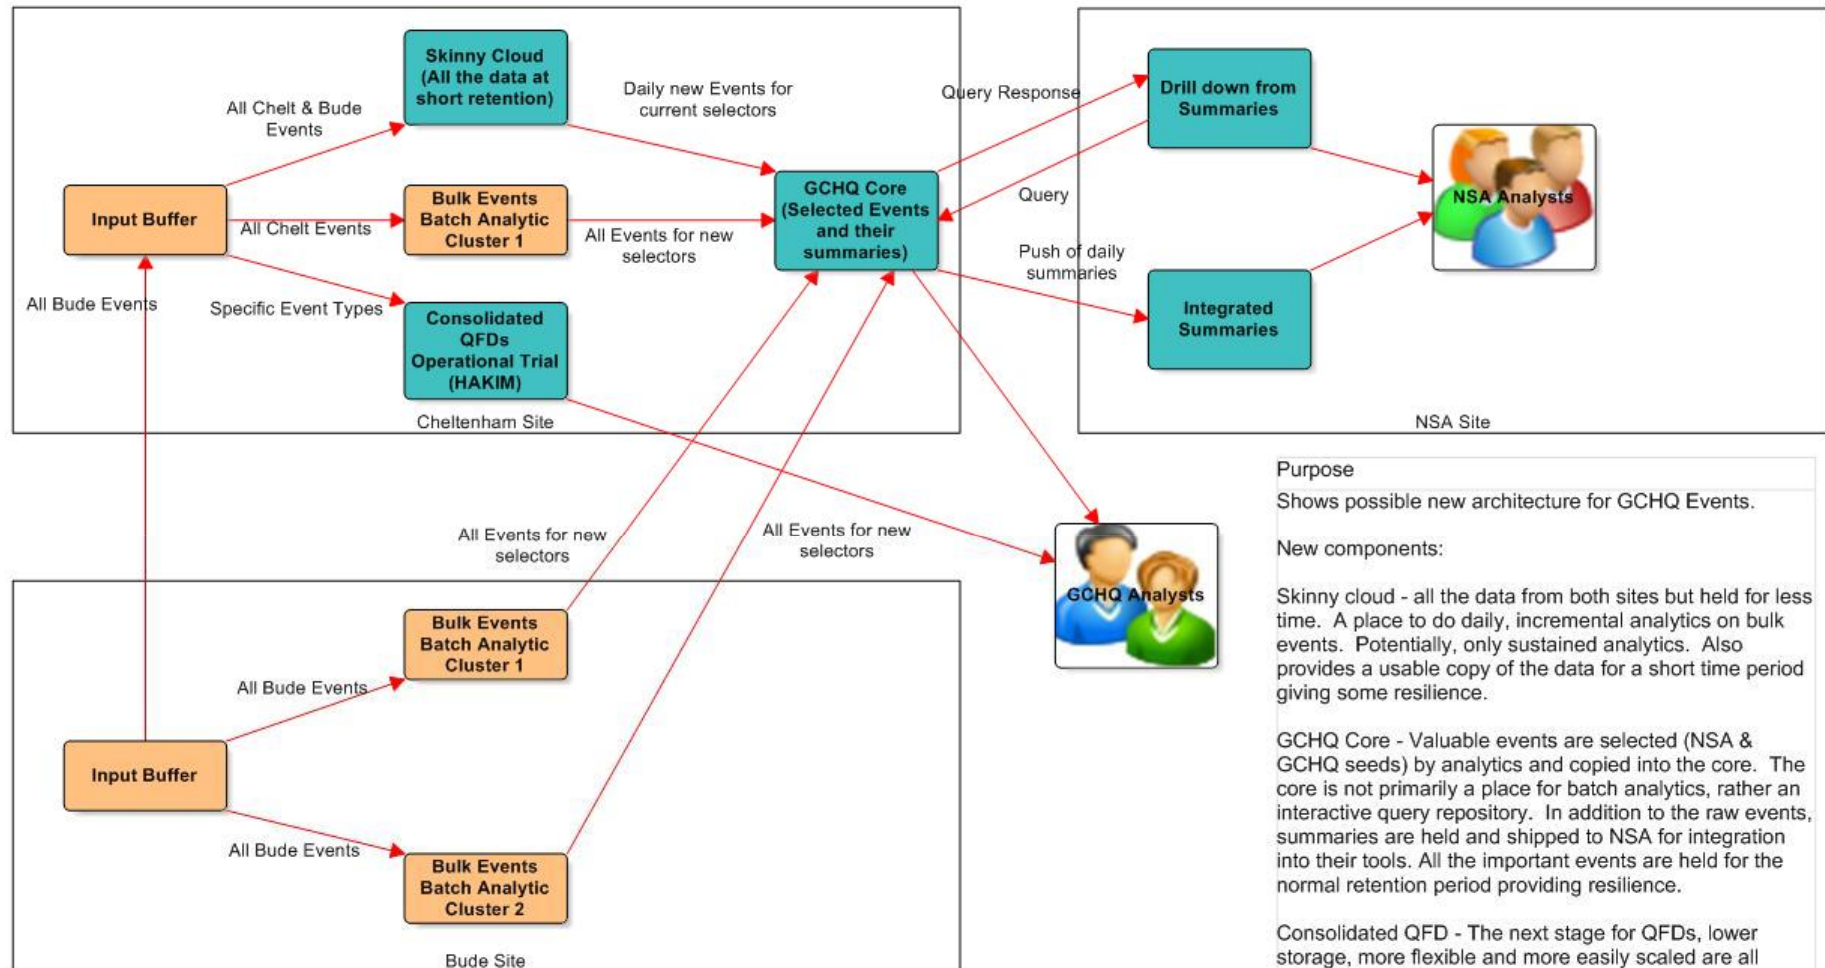 Skinny Cloud
(All the data at
short retention)
All Chelt & Bude
Events
Daily new Events for
current selectors
Input Buffer
Bulk Events
Batch Analytic
Cluster 1
All Chelt Events
All Events for new
selectors
GCHQ Core
(Selected Events
and their
summaries)
Specific Event Types
Consolidated
QFDs
Operational Trial
(HAKIM)
All Bude Events
Cheltenham Site
Query Response
Drill down from
Summaries
Query
Push of daily
summaries
Integrated
Summaries
NSA Analysts
NSA Site
All Events for new
selectors
All Events for new
selectors
GCHQ Analysts
Input Buffer
All Bude Events
Bulk Events
Batch Analytic
Cluster 1
All Bude Events
Bulk Events
Batch Analytic
Cluster 2
Bude Site
Purpose
Shows possible new architecture for GCHQ Events.
New components:
Skinny cloud - all the data from both sites but held for less
time. A place to do daily, incremental analytics on bulk
events. Potentially, only sustained analytics. Also
provides a usable copy of the data for a short time period
giving some resilience.
GCHQ Core - Valuable events are selected (NSA &
GCHQ seeds) by analytics and copied into the core. The
core is not primarily a place for batch analytics, rather an
interactive query repository. In addition to the raw events,
summaries are held and shipped to NSA for integration
into their tools. All the important events are held for the
normal retention period providing resilience.
Consolidated QFD - The next stage for QFDs, lower
storage, more flexible and more easily scaled are all